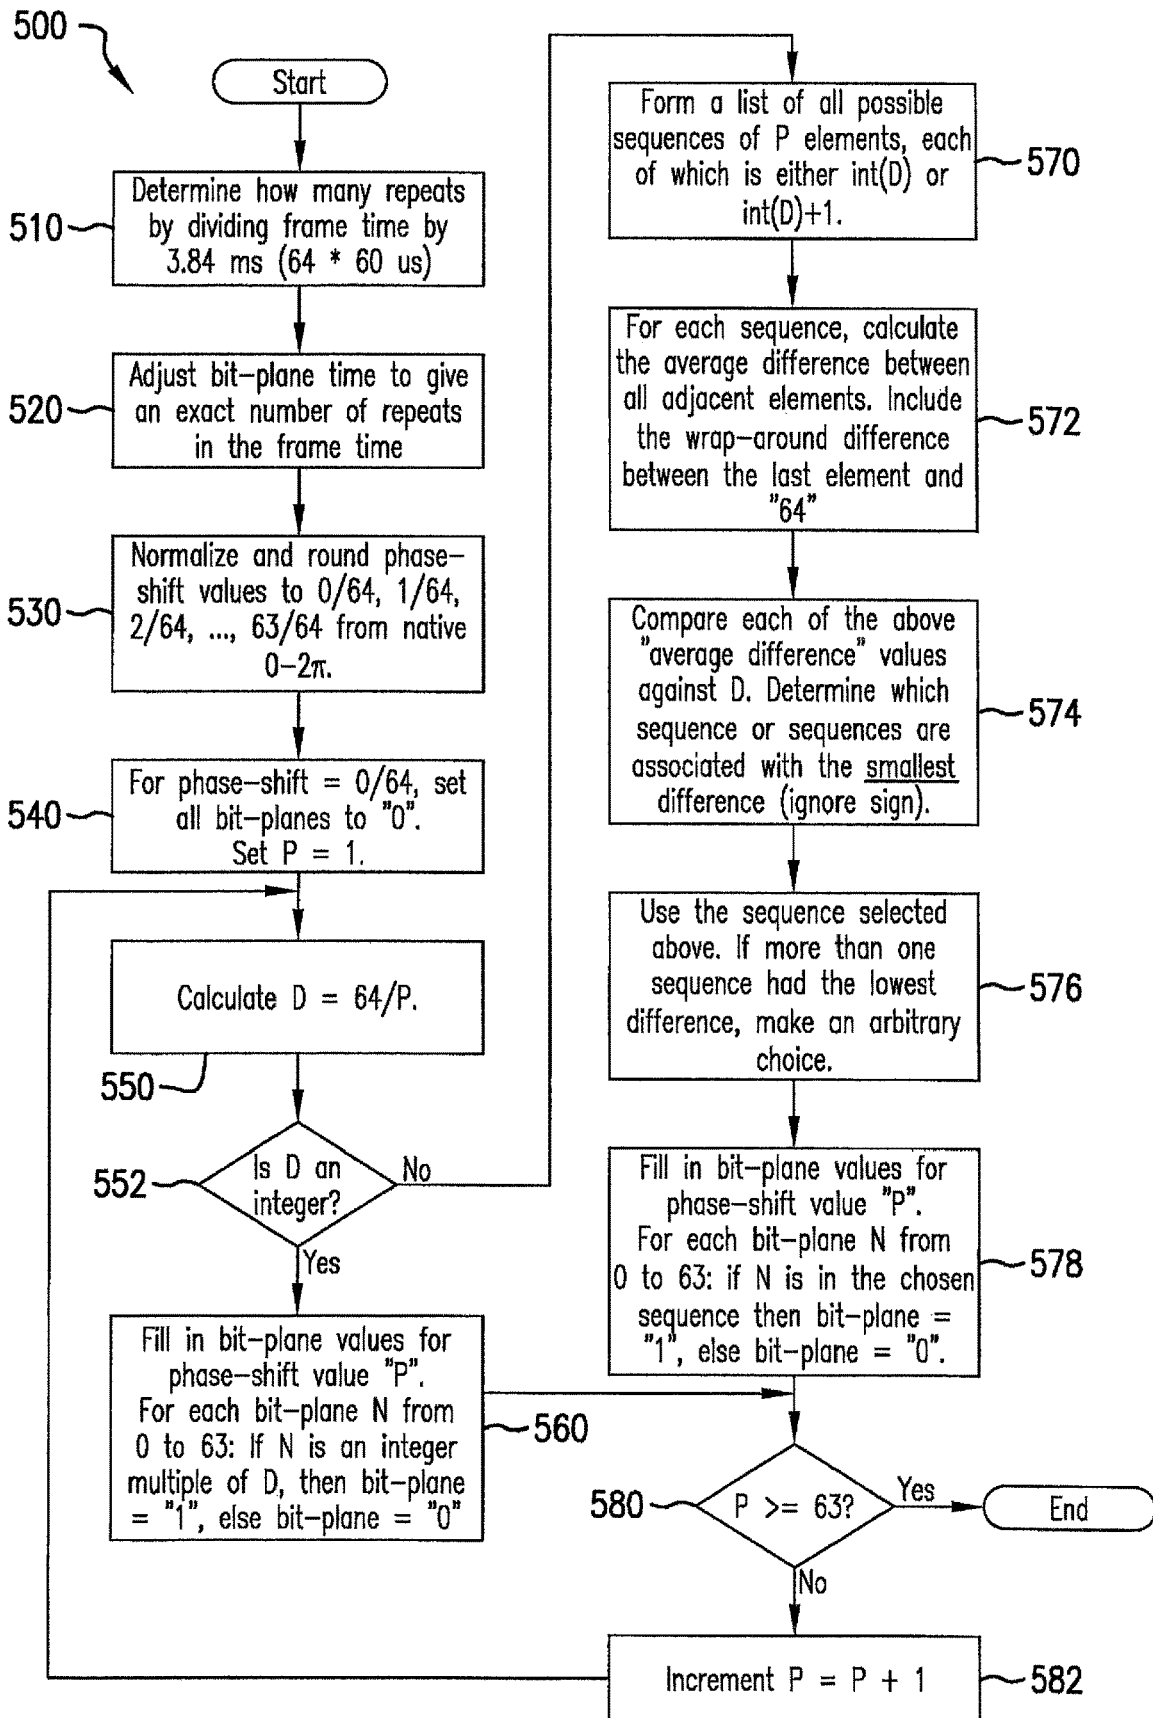 500
Start
510
Determine how many repeats
by dividing frame time by
3.84 ms (64 * 60 us)
520
Adjust bit-plane time to give
an exact number of repeats
in the frame time
530
Normalize and round phase-
shift values to 0/64, 1/64,
2/64, ..., 63/64 from native
0-2π.
540
For phase-shift = 0/64, set
all bit-planes to "0".
Set P = 1.
Calculate D = 64/P.
550
552
Is D an
integer?
No
Yes
Fill in bit-plane values for
phase-shift value "P".
For each bit-plane N from
0 to 63: If N is an integer
multiple of D, then bit-plane
= "1", else bit-plane = "0"
560
Form a list of all possible
sequences of P elements, each
of which is either int(D) or
int(D)+1.
570
For each sequence, calculate
the average difference between
all adjacent elements. Include
the wrap-around difference
between the last element and
"64"
572
Compare each of the above
"average difference" values
against D. Determine which
sequence or sequences are
associated with the smallest
difference (ignore sign).
574
Use the sequence selected
above. If more than one
sequence had the lowest
difference, make an arbitrary
choice.
576
Fill in bit-plane values for
phase-shift value "P".
For each bit-plane N from
0 to 63: if N is in the chosen
sequence then bit-plane =
"1", else bit-plane = "0".
578
580
P >= 63?
Yes
End
No
Increment P = P + 1
582